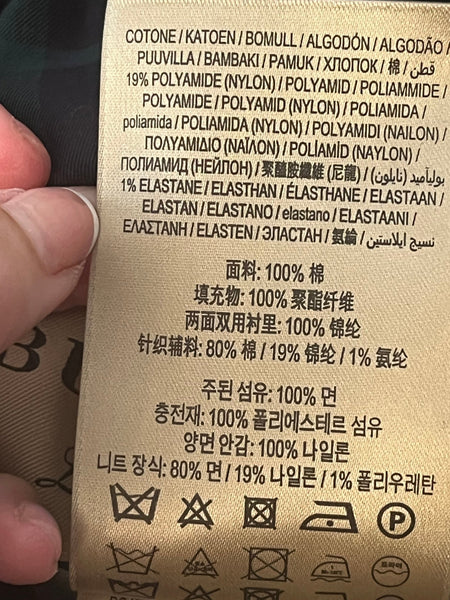 COTONE / KATOEN / BOMULL / ALGODÓN / ALGODÃO /
PUUVILLA / BAMBAKI / PAMUK / ХЛОПОК / 棉 / قطن /
19% POLYAMIDE (NYLON) / POLYAMID / POLIAMMIDE /
POLYAMIDE / POLYAMID (NYLON) / POLIAMIDA /
poliamida / POLIAMIDA (NYLON) / POLYAMIDI (NAILON) /
ΠΟΛΥΑΜΙΔΙΟ (ΝΑΪΛΟΝ) / POLİAMİD (NAYLON) /
ПОЛИАМИД (НЕЙЛОН) / 聚醯胺纖維 (尼龍) / بوليأميد (نايلون) /
1% ELASTANE / ELASTHAN / ÉLASTHANE / ELASTAAN /
ELASTAN / ELASTANO / elastano / ELASTAANI /
ΕΛΑΣΤΑΝΗ / ELASTEN / ЭЛАСТАН / 氨綸 / نسيج ايلاستين /
面料: 100% 棉
填充物: 100% 聚酯纤维
两面双用衬里: 100% 锦纶
针织辅料: 80% 棉 / 19% 锦纶 / 1% 氨纶
주된 섬유: 100% 면
충전재: 100% 폴리에스테르 섬유
양면 안감: 100% 나일론
니트 장식: 80% 면 / 19% 나일론 / 1% 폴리우레탄
P
BU